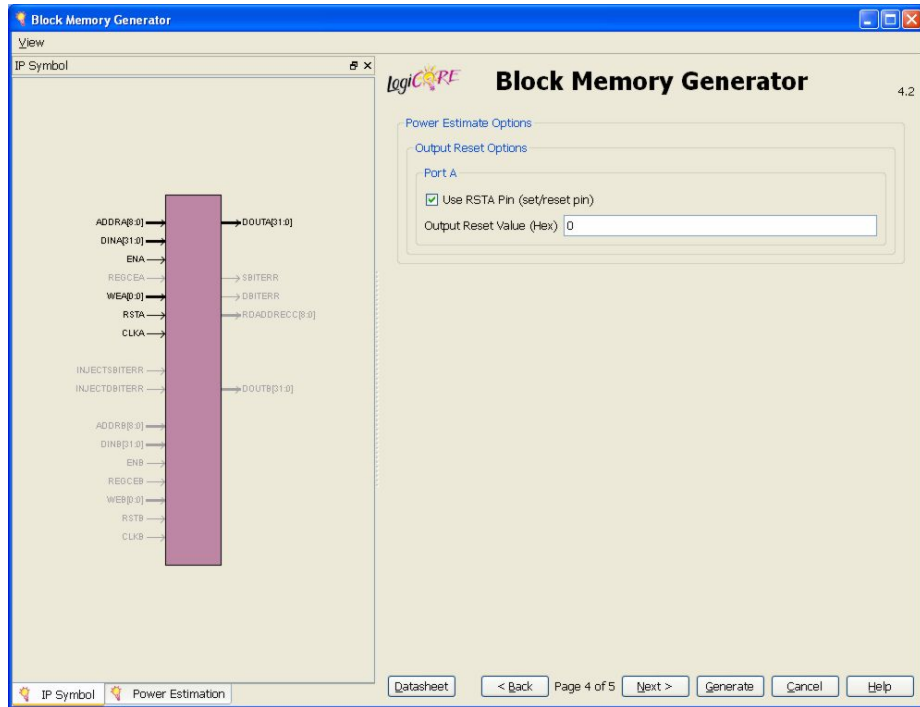 Block Memory Generator
View
IP Symbol
ADDRA[8:0]
DINA[31:0]
ENA
REGCEA
WEA[0:0]
RSTA
CLKA
INJECTSBITERR
INJECTDBITERR
ADDRB[8:0]
DINB[31:0]
ENB
REGCEB
WEB[0:0]
RSTB
CLKB
DOUTA[31:0]
SBITERR
DBITERR
RDADDRECC[8:0]
DOUTB[31:0]
IP Symbol Power Estimation
logiCORE
Block Memory Generator
4.2
Power Estimate Options
Output Reset Options
Port A
Use RSTA Pin (set/reset pin)
Output Reset Value (Hex) 0
Datasheet < Back Page 4 of 5 Next > Generate Cancel Help